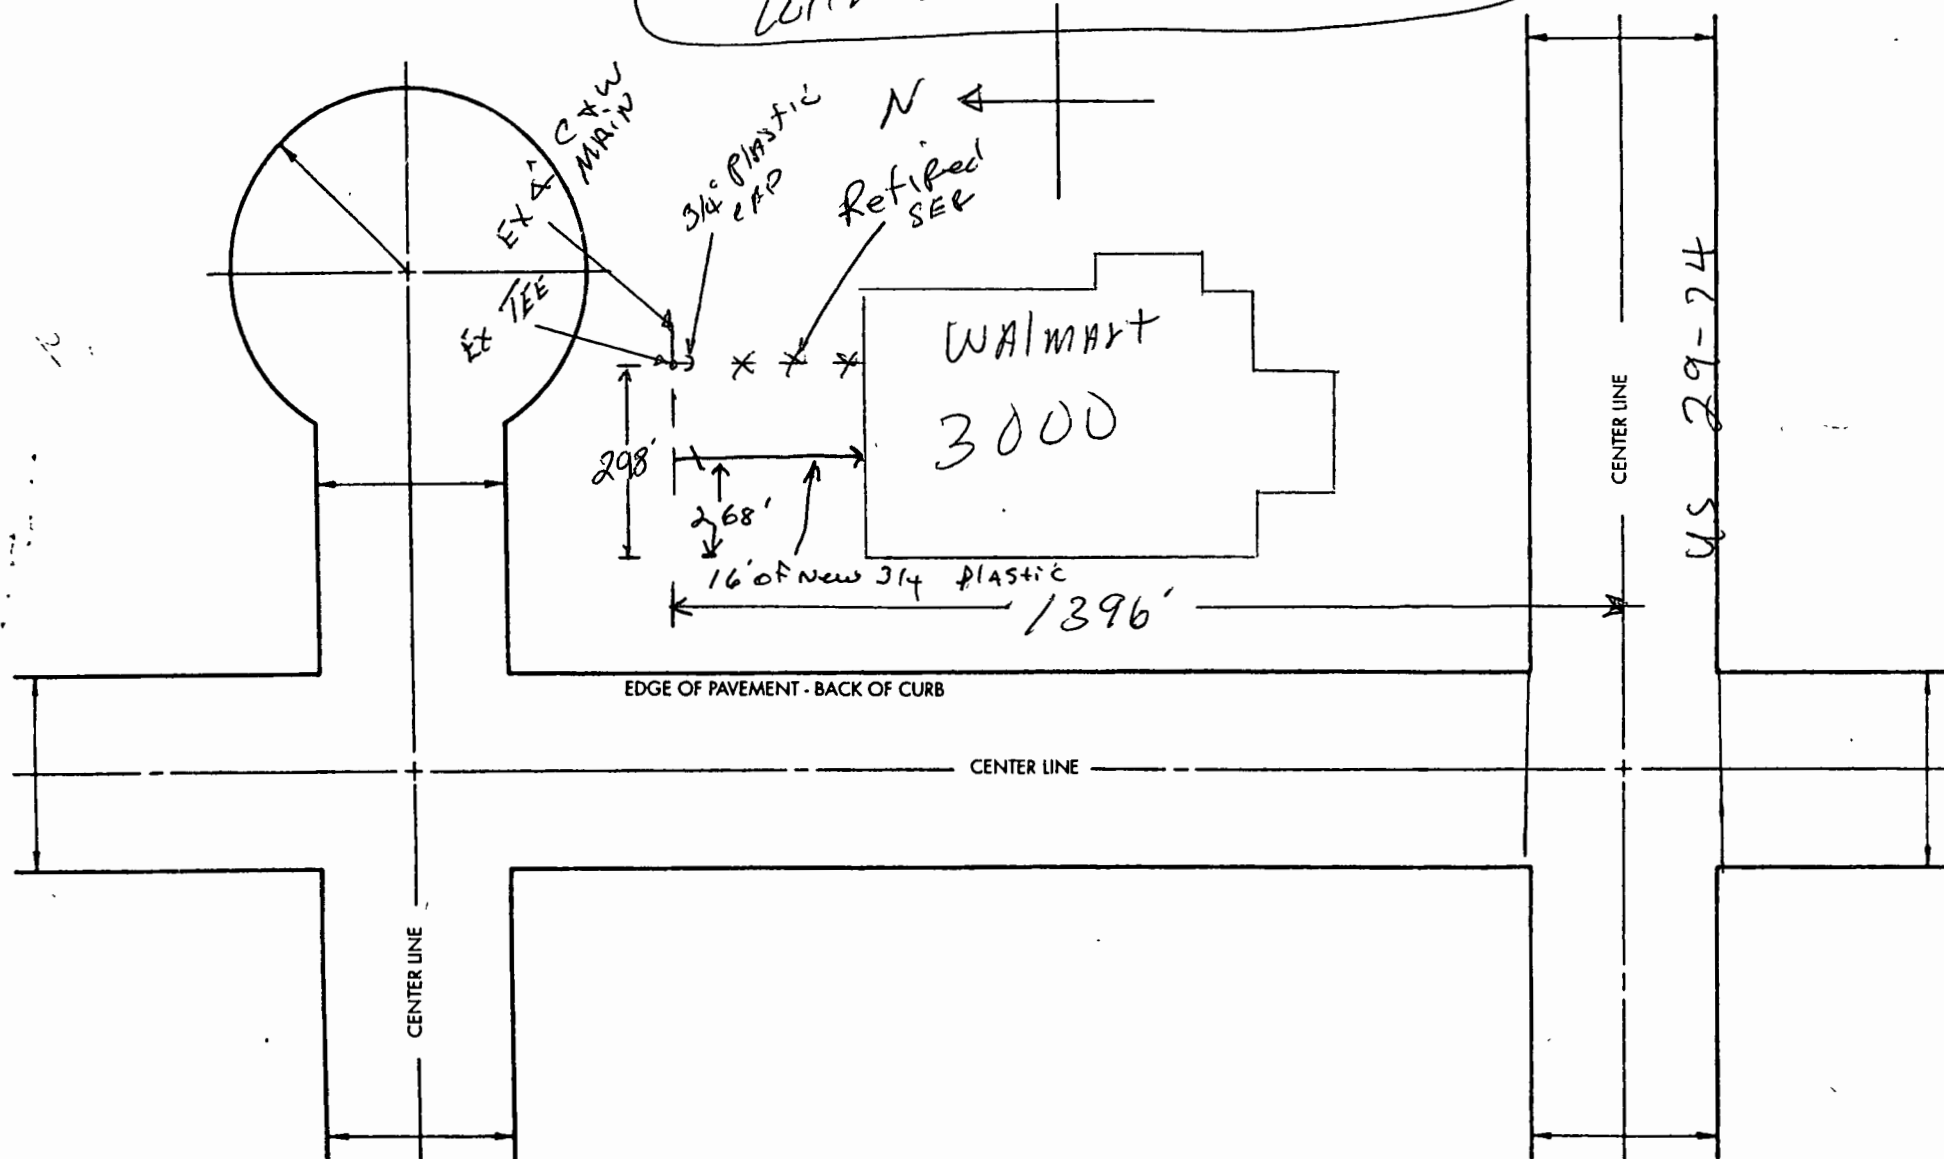 N
Ex 4" C&W
MAIN
3/4" Plastic
CAP
Retired
SER
Ex TEE
WAlmart
3000
298'
268'
16' of New 3/4 Plastic
1396'
US 29-74
CENTER LINE
EDGE OF PAVEMENT - BACK OF CURB
CENTER LINE
CENTER LINE